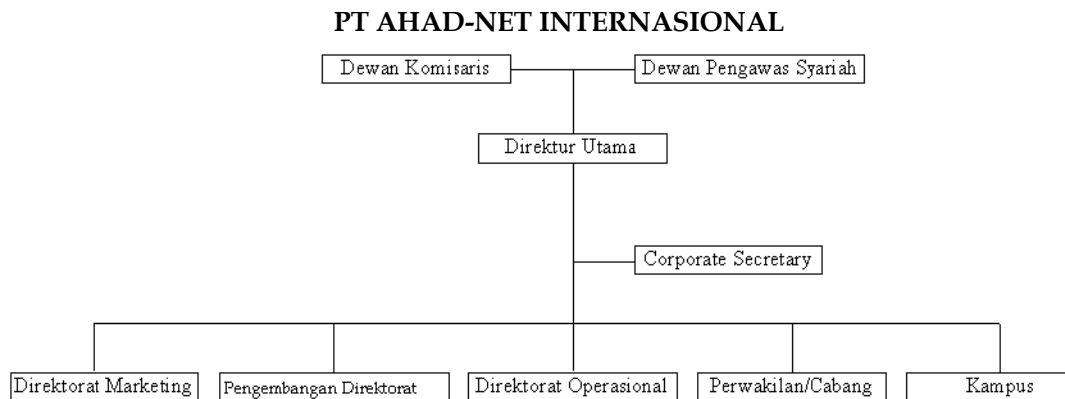 PT AHAD-NET INTERNASIONAL
Dewan Komisaris
Dewan Pengawas Syariah
Direktur Utama
Corporate Secretary
Direktorat Marketing
Pengembangan Direktorat
Direktorat Operasional
Perwakilan/Cabang
Kampus